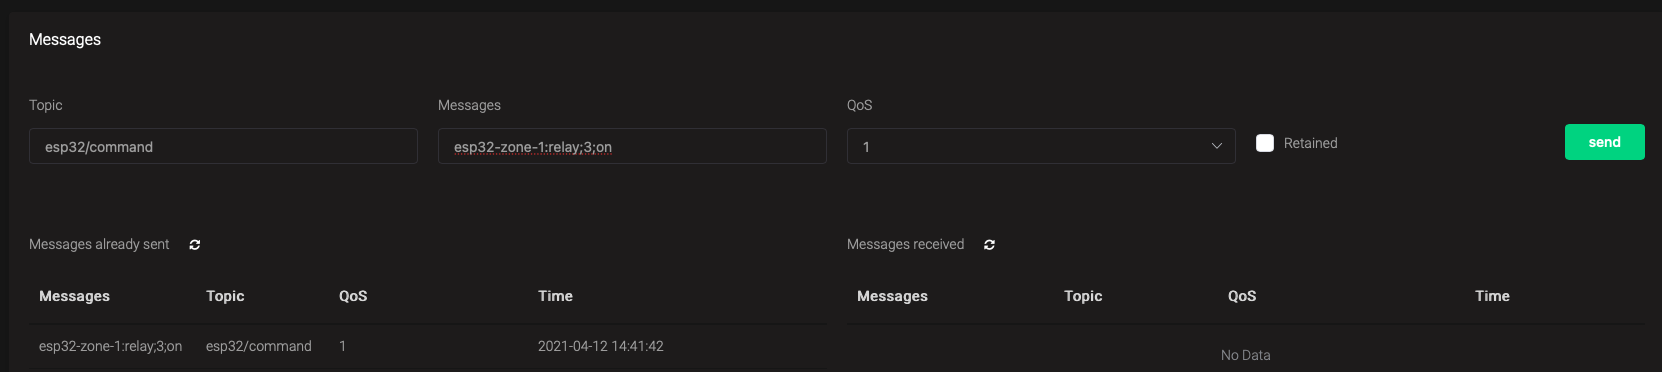 Messages
Topic Messages QoS
esp32/command esp32-zone-1:relay;3;on 1 Retained send
Messages already sent Messages received
Messages Topic QoS Time Messages Topic QoS Time
esp32-zone-1:relay;3;on esp32/command 1 2021-04-12 14:41:42
No Data